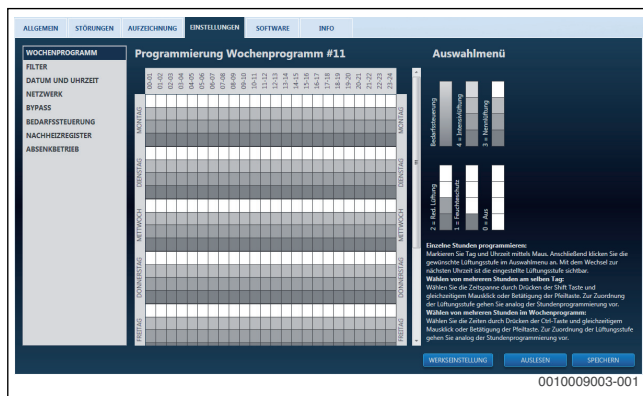 ALLGEMEIN STÖRUNGEN AUFZEICHNUNG EINSTELLUNGEN SOFTWARE INFO
WOCHENPROGRAMM
FILTER
DATUM UND UHRZEIT
NETZWERK
BYPASS
BEDARFSSTEUERUNG
NACHHEIZREGISTER
ABSENKBETRIEB
Programmierung Wochenprogramm #11
00-01 01-02 02-03 03-04 04-05 05-06 06-07 07-08 08-09 09-10 10-11 11-12 12-13 13-14 14-15 15-16 16-17 17-18 18-19 19-20 20-21 21-22 22-23 23-24
MONTAG MONTAG
DIENSTAG DIENSTAG
MITTWOCH MITTWOCH
DONNERSTAG DONNERSTAG
FREITAG FREITAG
Auswahlmenü
Bedarfssteuerung
4 = Intensivlüftung
3 = Nennlüftung
2 = Red. Lüftung
1 = Feuchteschutz
0 = Aus
Einzelne Stunden programmieren:
Markieren Sie Tag und Uhrzeit mittels Maus. Anschließend klicken Sie die
gewünschte Lüftungsstufe im Auswahlmenu an. Mit dem Wechsel zur
nächsten Uhrzeit ist die eingestellte Lüftungsstufe sichtbar.
Wählen von mehreren Stunden am selben Tag:
Wählen Sie die Zeitspanne durch Drücken der Shift Taste und
gleichzeitigem Mausklick oder Betätigung der Pfeiltaste. Zur Zuordnung
der Lüftungsstufe gehen Sie analog der Stundenprogrammierung vor.
Wählen von mehreren Stunden im Wochenprogramm:
Wählen Sie die Zeiten durch Drücken der Ctrl-Taste und gleichzeitigem
Mausklick oder Betätigung der Pfeiltaste. Zur Zuordnung der Lüftungsstufe
gehen Sie analog der Stundenprogrammierung vor.
WERKSEINSTELLUNG AUSLESEN SPEICHERN
0010009003-001